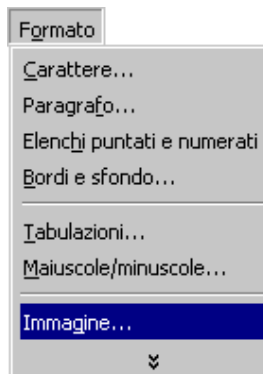 Formato
Carattere...
Paragrafo...
Elenchi puntati e numerati
Bordi e sfondo...
Tabulazioni...
Maiuscole/minuscole...
Immagine...